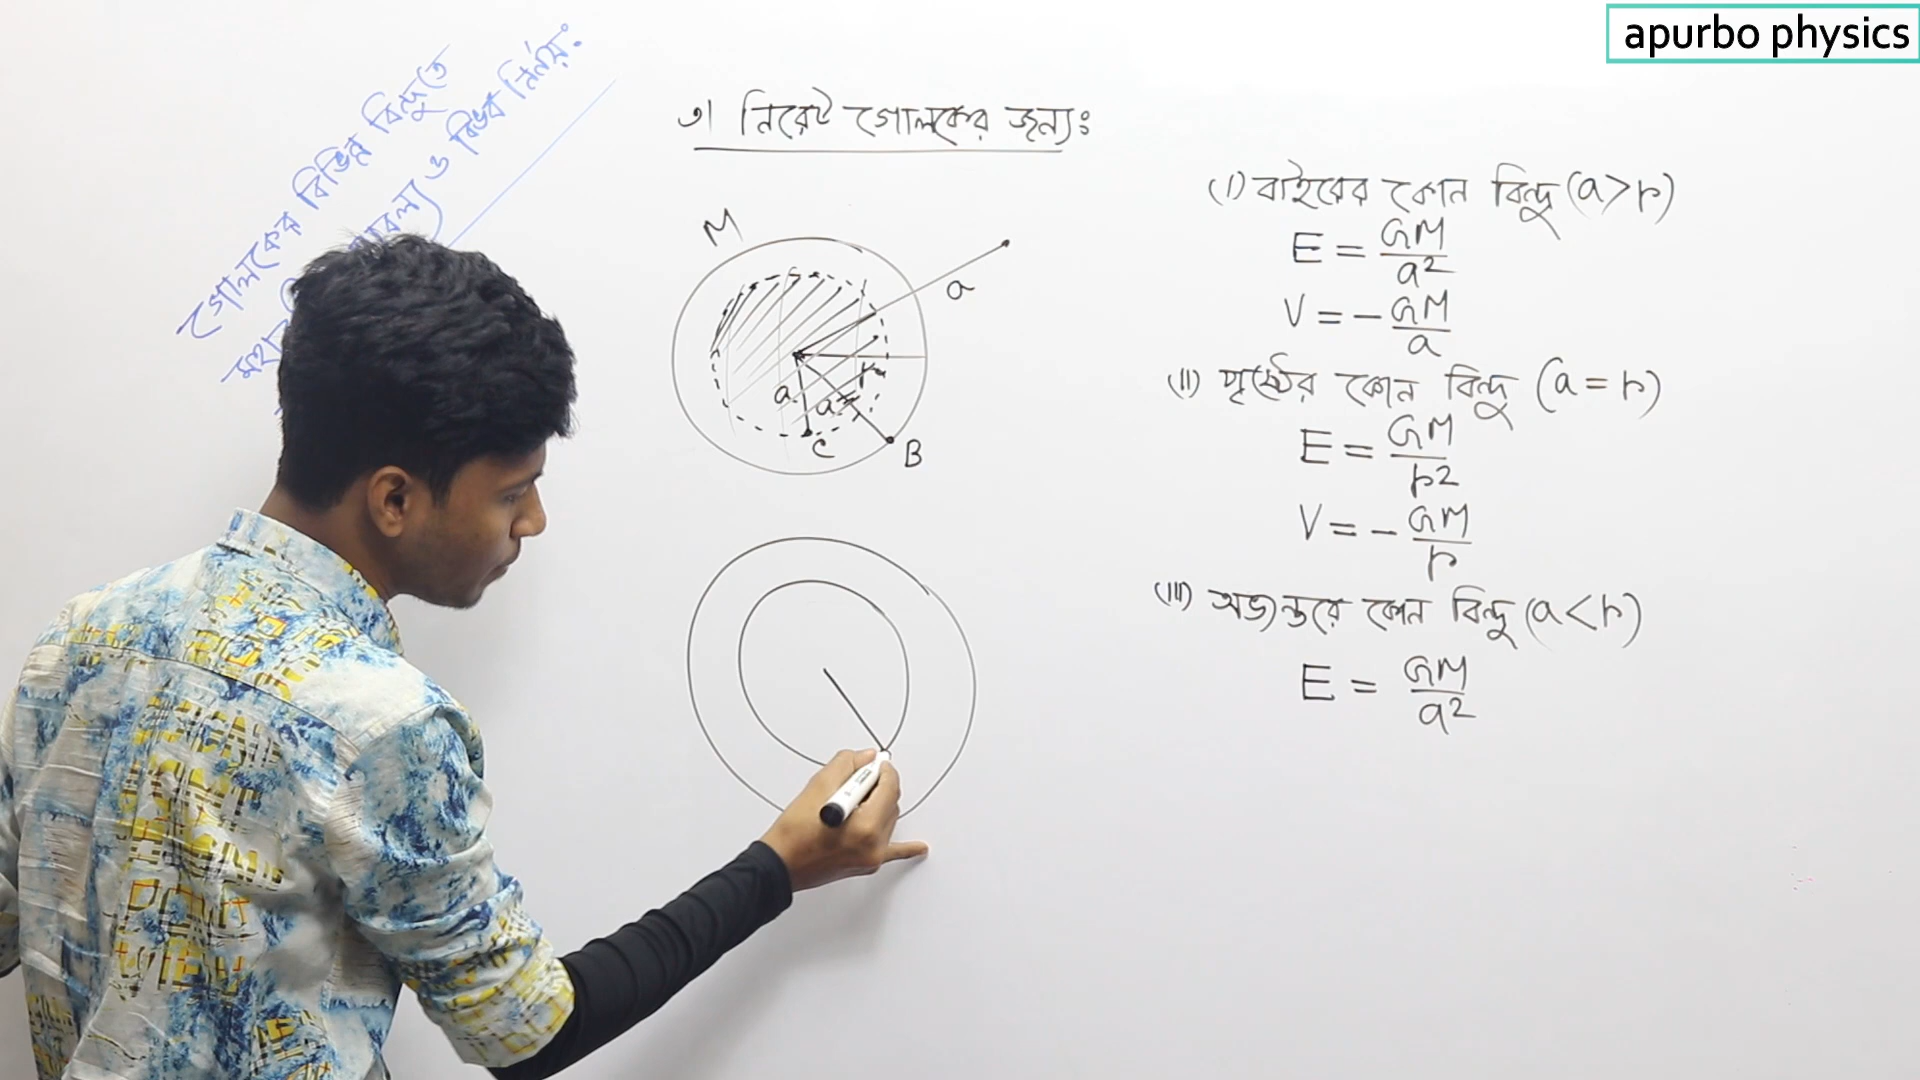 apurbo physics
গোলকের বিভিন্ন বিন্দুতে
ও বিভব নির্ণয়ঃ
৩। নিরেট গোলকের জন্যঃ
M
a
r
a
a
C
B
(I) বাইরের কোন বিন্দু (a>r)
E = GM/a²
V = - GM/a
(II) পৃষ্ঠের কোন বিন্দু (a = r)
E = GM/r²
V = - GM/r
(III) অভ্যন্তরে কোন বিন্দু (a < r)
E = GM/a²